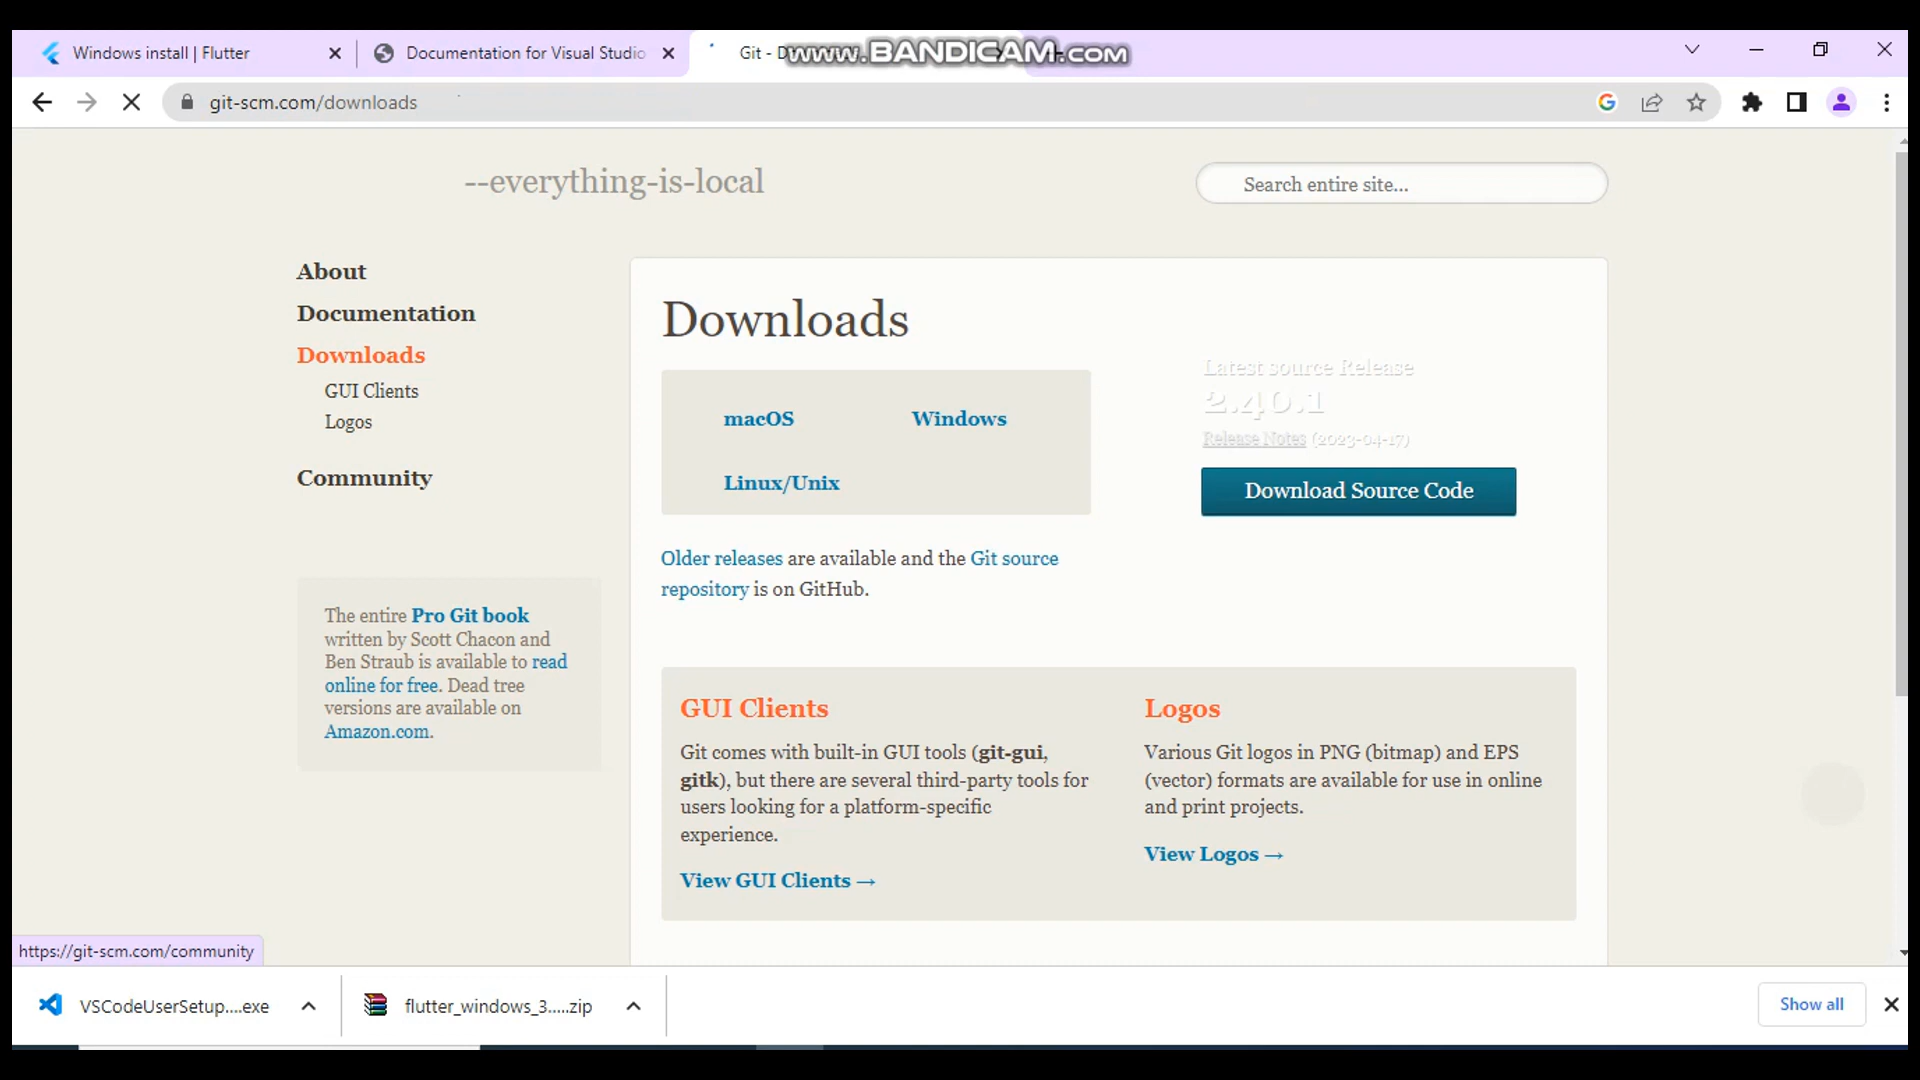 Windows install | Flutter
Documentation for Visual Studio
Git - D
www.BANDICAM.com
git-scm.com/downloads
--everything-is-local
Search entire site...
About
Documentation
Downloads
GUI Clients
Logos
Community
The entire Pro Git book
written by Scott Chacon and
Ben Straub is available to read
online for free. Dead tree
versions are available on
Amazon.com.
Downloads
macOS
Windows
Linux/Unix
Latest source Release
2.40.1
Release Notes (2023-04-17)
Download Source Code
Older releases are available and the Git source
repository is on GitHub.
GUI Clients
Git comes with built-in GUI tools (git-gui,
gitk), but there are several third-party tools for
users looking for a platform-specific
experience.
View GUI Clients →
Logos
Various Git logos in PNG (bitmap) and EPS
(vector) formats are available for use in online
and print projects.
View Logos →
https://git-scm.com/community
VSCodeUserSetup....exe
flutter_windows_3.....zip
Show all